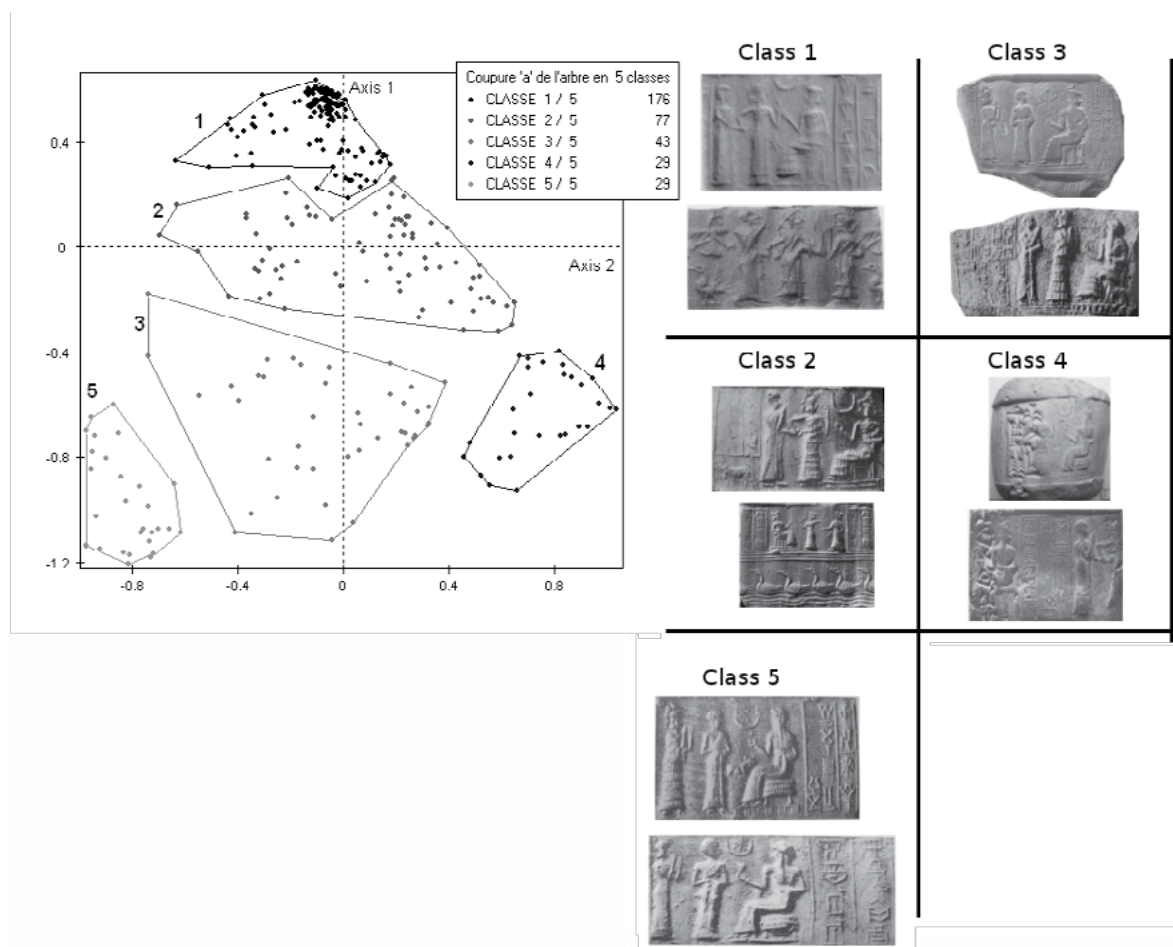 Coupure 'a' de l'arbre en 5 classes
CLASSE 1 / 5 176
CLASSE 2 / 5 77
CLASSE 3 / 5 43
CLASSE 4 / 5 29
CLASSE 5 / 5 29
Axis 1
Axis 2
1
2
3
4
5
0.4
0
-0.4
-0.8
-1.2
-0.8
-0.4
0
0.4
0.8
Class 1
Class 3
Class 2
Class 4
Class 5